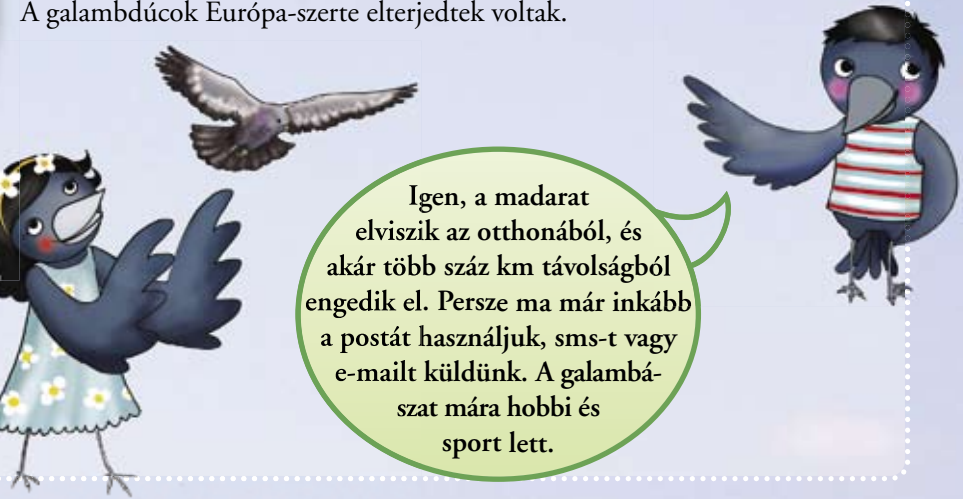 A galambdúcok Európa-szerte elterjedtek voltak.
Igen, a madarat
elviszik az otthonából, és
akár több száz km távolságból
engedik el. Persze ma már inkább
a postát használjuk, sms-t vagy
e-mailt küldünk. A galambá-
szat mára hobbi és
sport lett.